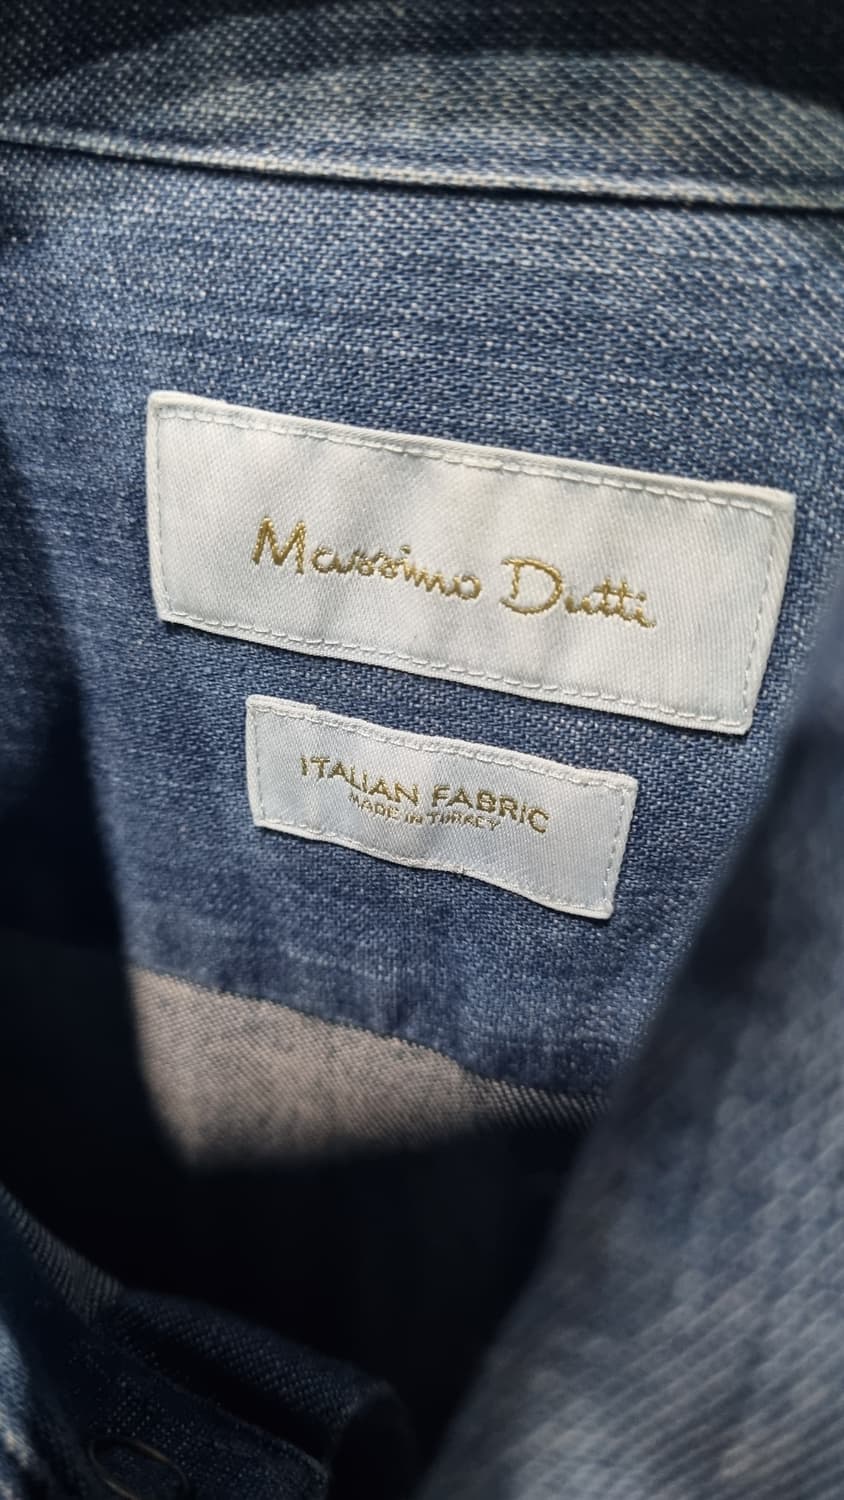 Massimo Dutti
ITALIAN FABRIC
MADE IN TURKEY